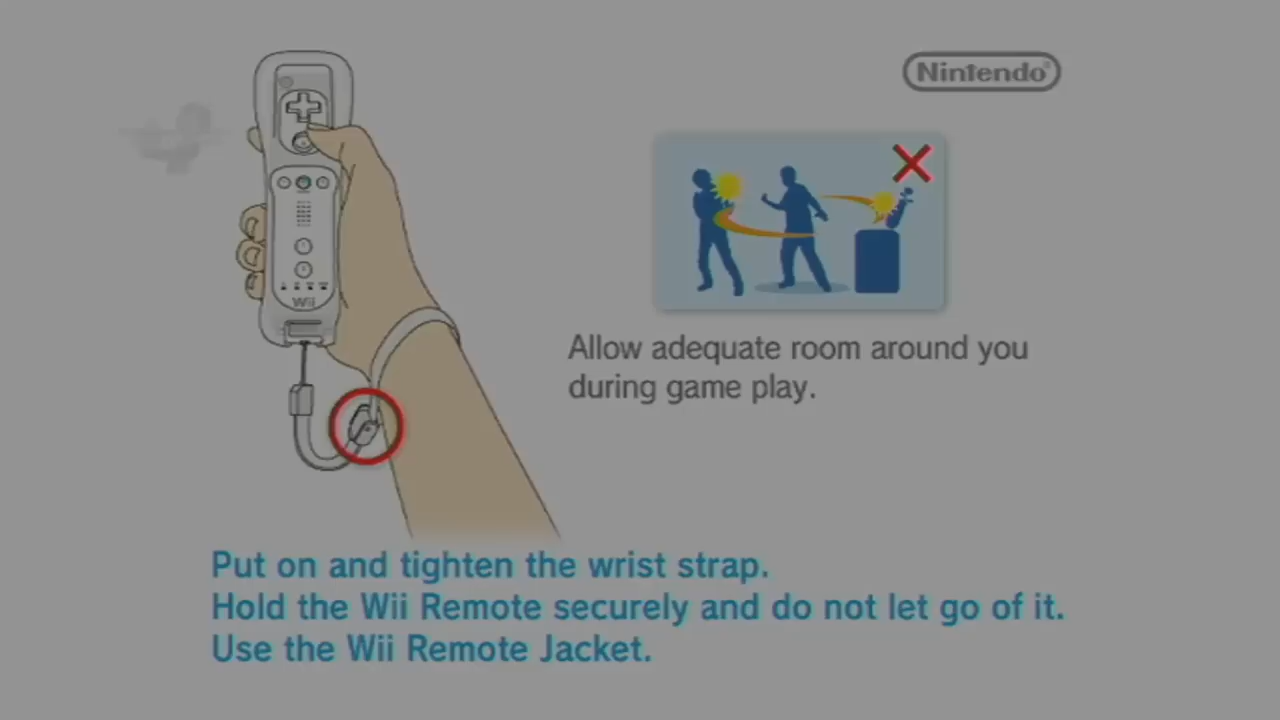 Nintendo®
Allow adequate room around you
during game play.
Wii
Put on and tighten the wrist strap.
Hold the Wii Remote securely and do not let go of it.
Use the Wii Remote Jacket.